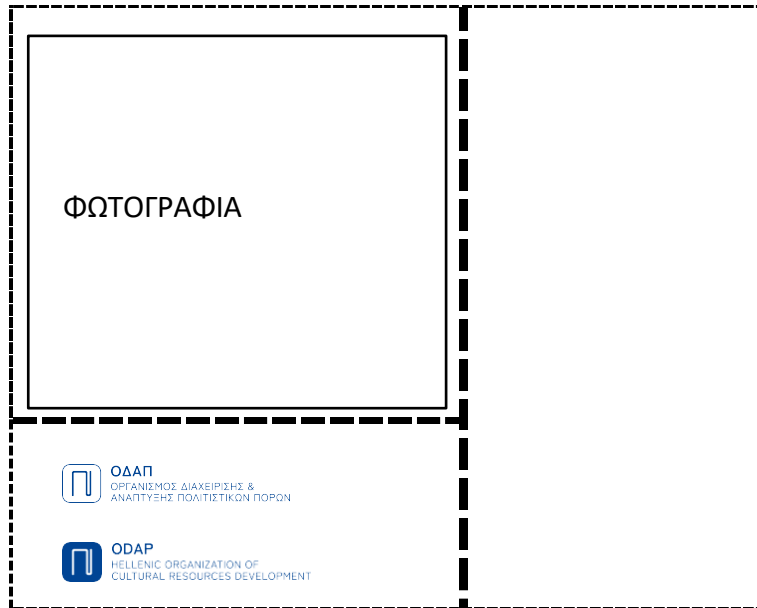 ΦΩΤΟΓΡΑΦΙΑ
ΟΔΑΠ
ΟΡΓΑΝΙΣΜΟΣ ΔΙΑΧΕΙΡΙΣΗΣ &
ΑΝΑΠΤΥΞΗΣ ΠΟΛΙΤΙΣΤΙΚΩΝ ΠΟΡΩΝ
ODAP
HELLENIC ORGANIZATION OF
CULTURAL RESOURCES DEVELOPMENT